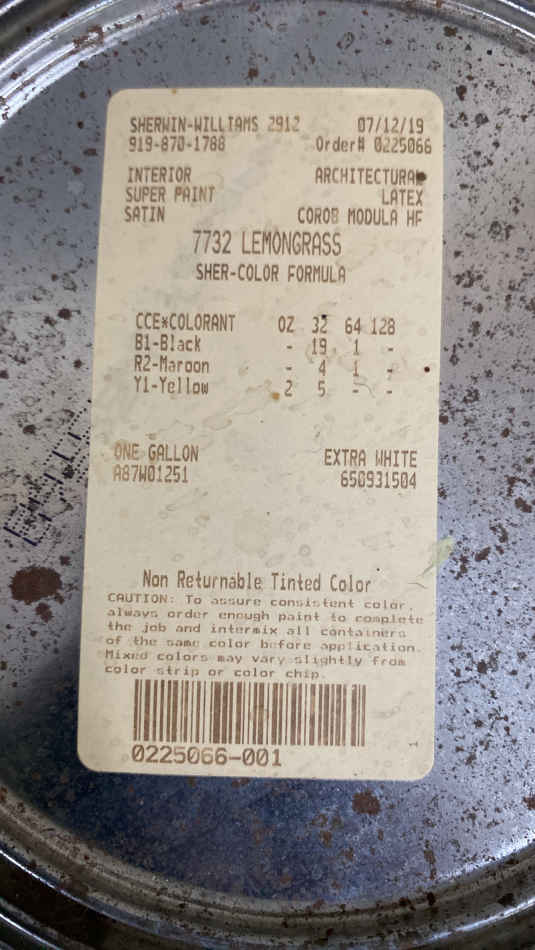 SHERWIN-WILLIAMS 2912 07/12/19
919-870-1788 Order# 0225066
INTERIOR ARCHITECTURAL
SUPER PAINT LATEX
SATIN COROB MODULA HF
7732 LEMONGRASS
SHER-COLOR FORMULA
CCE*COLORANT OZ 32 64 128
B1-Black - 19 1 -
R2-Maroon - 4 1 -
Y1-Yellow 2 5 - -
ONE GALLON EXTRA WHITE
A87W01251 650931504
Non Returnable Tinted Color
CAUTION: To assure consistent color,
always order enough paint to complete
the job and intermix all containers
of the same color before application.
Mixed colors may vary slightly from
color strip or color chip.
0225066-001